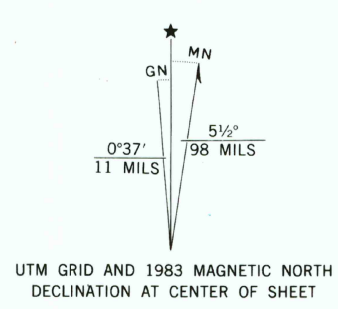 ★
MN
GN
5½°
98 MILS
0°37′
11 MILS
UTM GRID AND 1983 MAGNETIC NORTH
DECLINATION AT CENTER OF SHEET